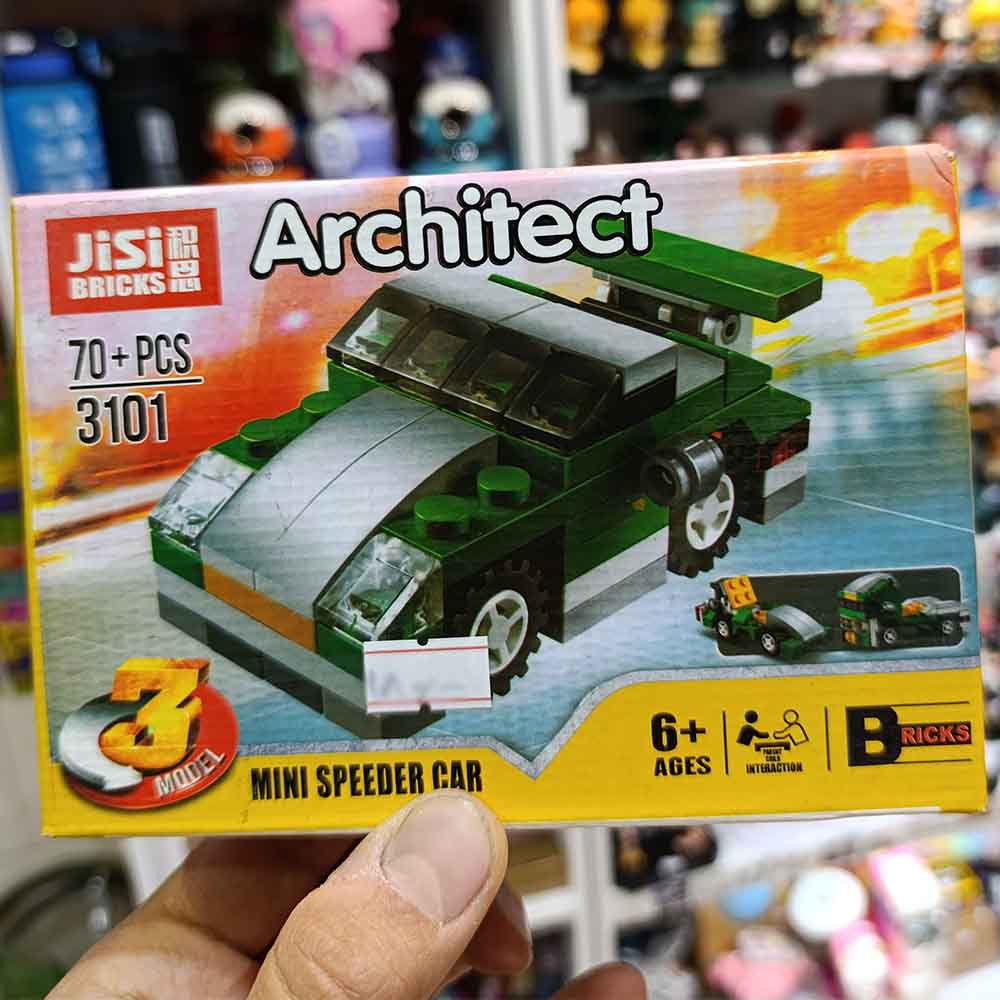 Architect
JiSi 积思
BRICKS
70+PCS
3101
3
MODEL
MINI SPEEDER CAR
6+
AGES
PARENT
CHILD
INTERACTION
BRICKS